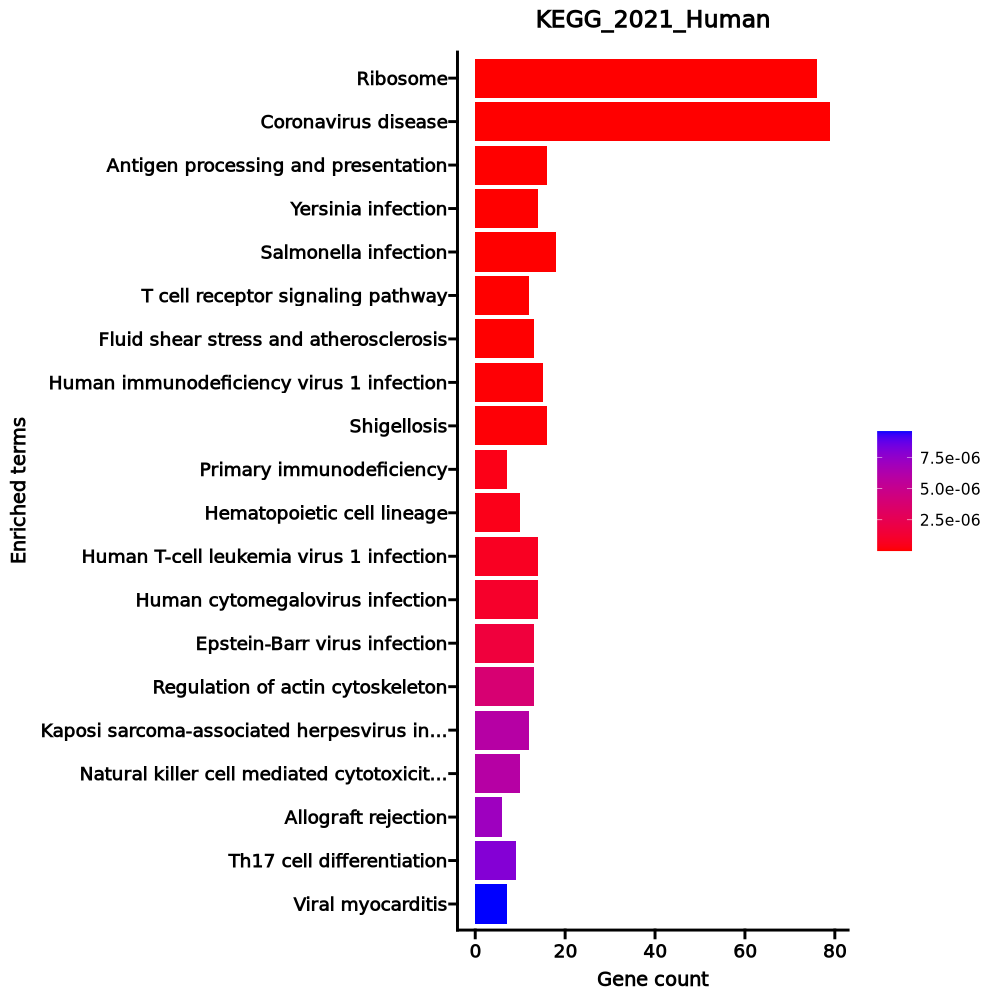 KEGG_2021_Human
Ribosome
Coronavirus disease
Antigen processing and presentation
Yersinia infection
Salmonella infection
T cell receptor signaling pathway
Fluid shear stress and atherosclerosis
Human immunodeficiency virus 1 infection
Shigellosis
Primary immunodeficiency
Hematopoietic cell lineage
Human T-cell leukemia virus 1 infection
Human cytomegalovirus infection
Epstein-Barr virus infection
Regulation of actin cytoskeleton
Kaposi sarcoma-associated herpesvirus in...
Natural killer cell mediated cytotoxicit...
Allograft rejection
Th17 cell differentiation
Viral myocarditis
Enriched terms
0 20 40 60 80
Gene count
7.5e-06
5.0e-06
2.5e-06